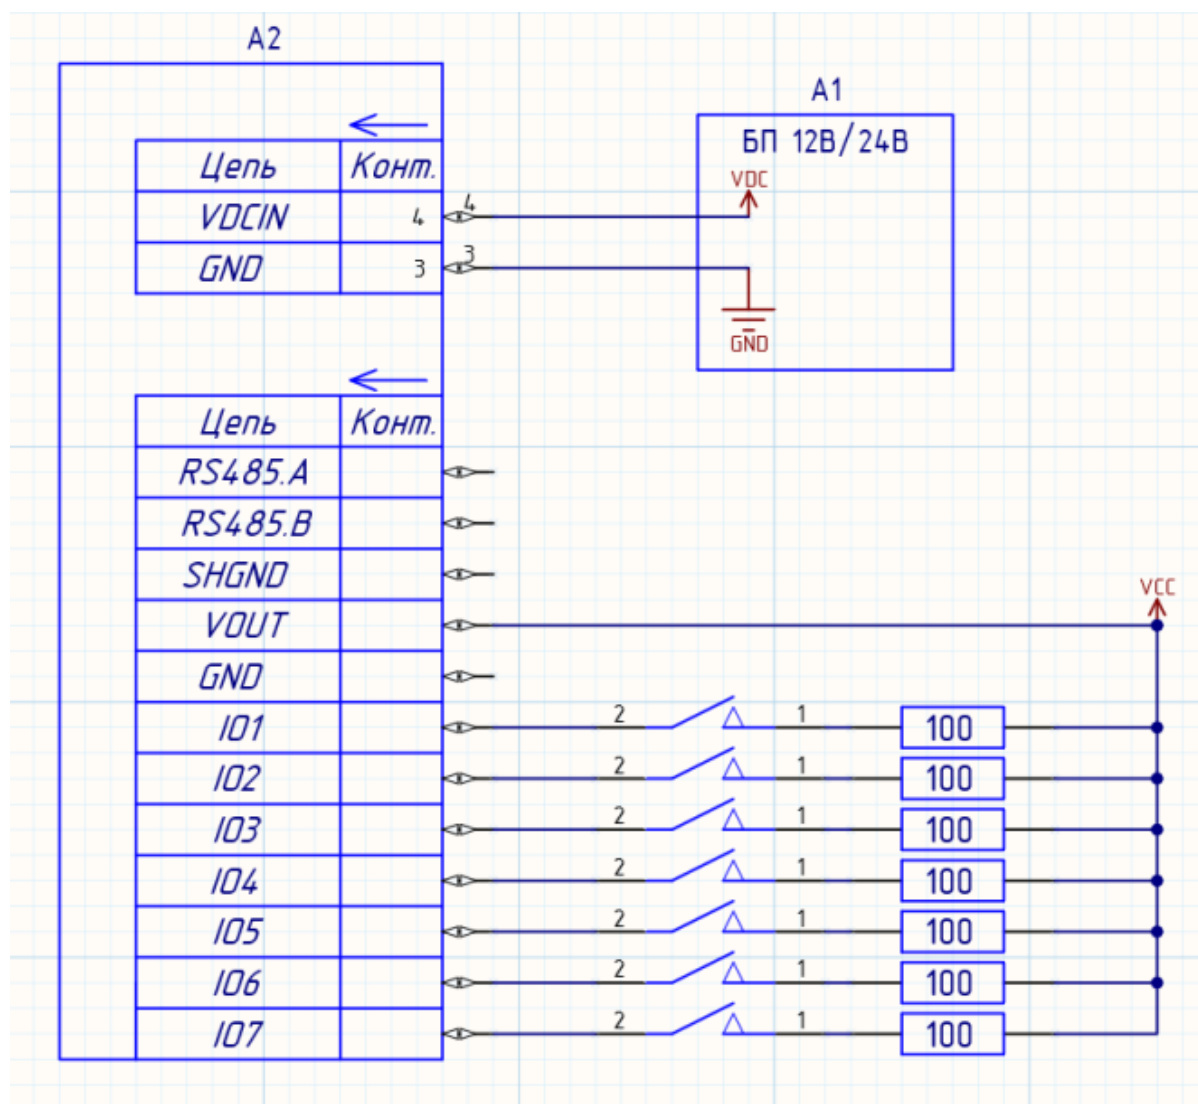 A2
A1
БП 12В/24В
VDC
GND
Цепь Конт.
VDCIN 4 4
GND 3 3
Цепь Конт.
RS485.A
RS485.B
SHGND
VCC
VOUT
GND
IO1 2 1 100
IO2 2 1 100
IO3 2 1 100
IO4 2 1 100
IO5 2 1 100
IO6 2 1 100
IO7 2 1 100